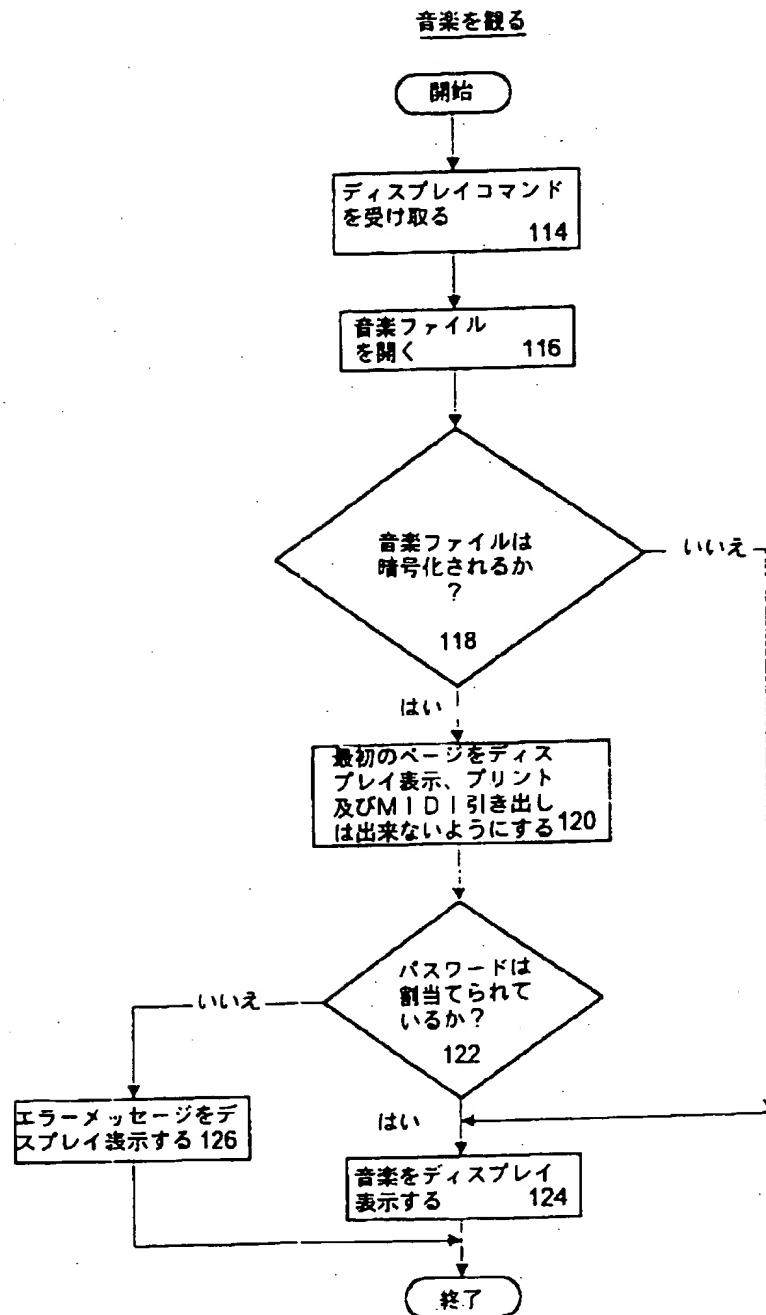 音楽を観る
開始
ディスプレイコマンド
を受け取る
114
音楽ファイル
を開く 116
音楽ファイルは
暗号化されるか
?
118
いいえ
はい
最初のページをディス
プレイ表示、プリント
及びMIDI引き出し
は出来ないようにする 120
パスワードは
割当てられて
いるか?
122
いいえ
はい
エラーメッセージをデ
スプレイ表示する 126
音楽をディスプレイ
表示する 124
終了